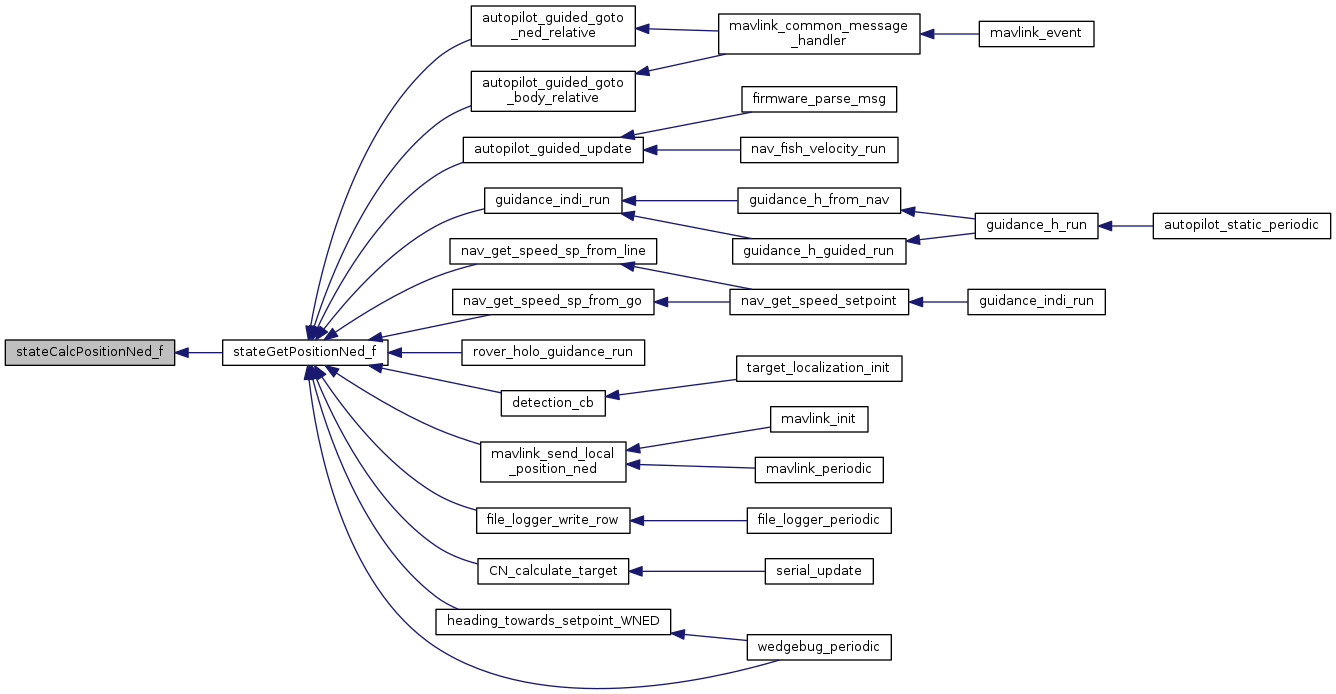 autopilot_guided_goto
_ned_relative
mavlink_common_message
_handler
mavlink_event
autopilot_guided_goto
_body_relative
firmware_parse_msg
autopilot_guided_update
nav_fish_velocity_run
guidance_indi_run
guidance_h_from_nav
guidance_h_run
autopilot_static_periodic
nav_get_speed_sp_from_line
guidance_h_guided_run
nav_get_speed_sp_from_go
nav_get_speed_setpoint
guidance_indi_run
stateCalcPositionNed_f
stateGetPositionNed_f
rover_holo_guidance_run
target_localization_init
detection_cb
mavlink_init
mavlink_send_local
_position_ned
mavlink_periodic
file_logger_write_row
file_logger_periodic
CN_calculate_target
serial_update
heading_towards_setpoint_WNED
wedgebug_periodic